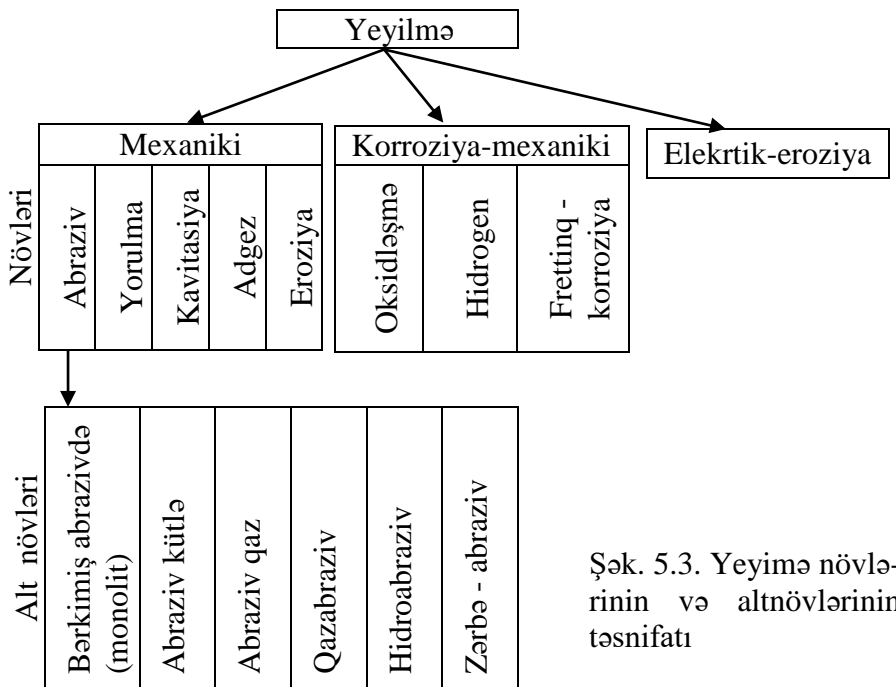 Yeyilmə
Mexaniki
Korroziya-mexaniki
Elekrtik-eroziya
Növləri
Abraziv
Yorulma
Kavitasiya
Adgez
Eroziya
Oksidləşmə
Hidrogen
Frettinq -
korroziya
Alt növləri
Bərkimiş abrazivdə
(monolit)
Abraziv kütlə
Abraziv qaz
Qazabraziv
Hidroabraziv
Zərbə - abraziv
Şək. 5.3. Yeyimə növlə-
rinin və altnövlərinin
təsnifatı